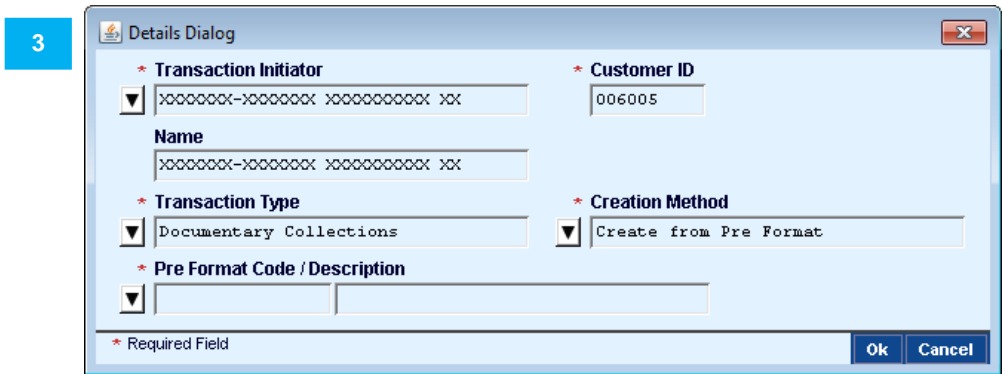 3
Details Dialog
* Transaction Initiator * Customer ID
XXXXXXX-XXXXXXX XXXXXXXXXX XX 006005
Name
XXXXXXX-XXXXXXX XXXXXXXXXX XX
* Transaction Type * Creation Method
Documentary Collections Create from Pre Format
* Pre Format Code / Description
* Required Field Ok Cancel